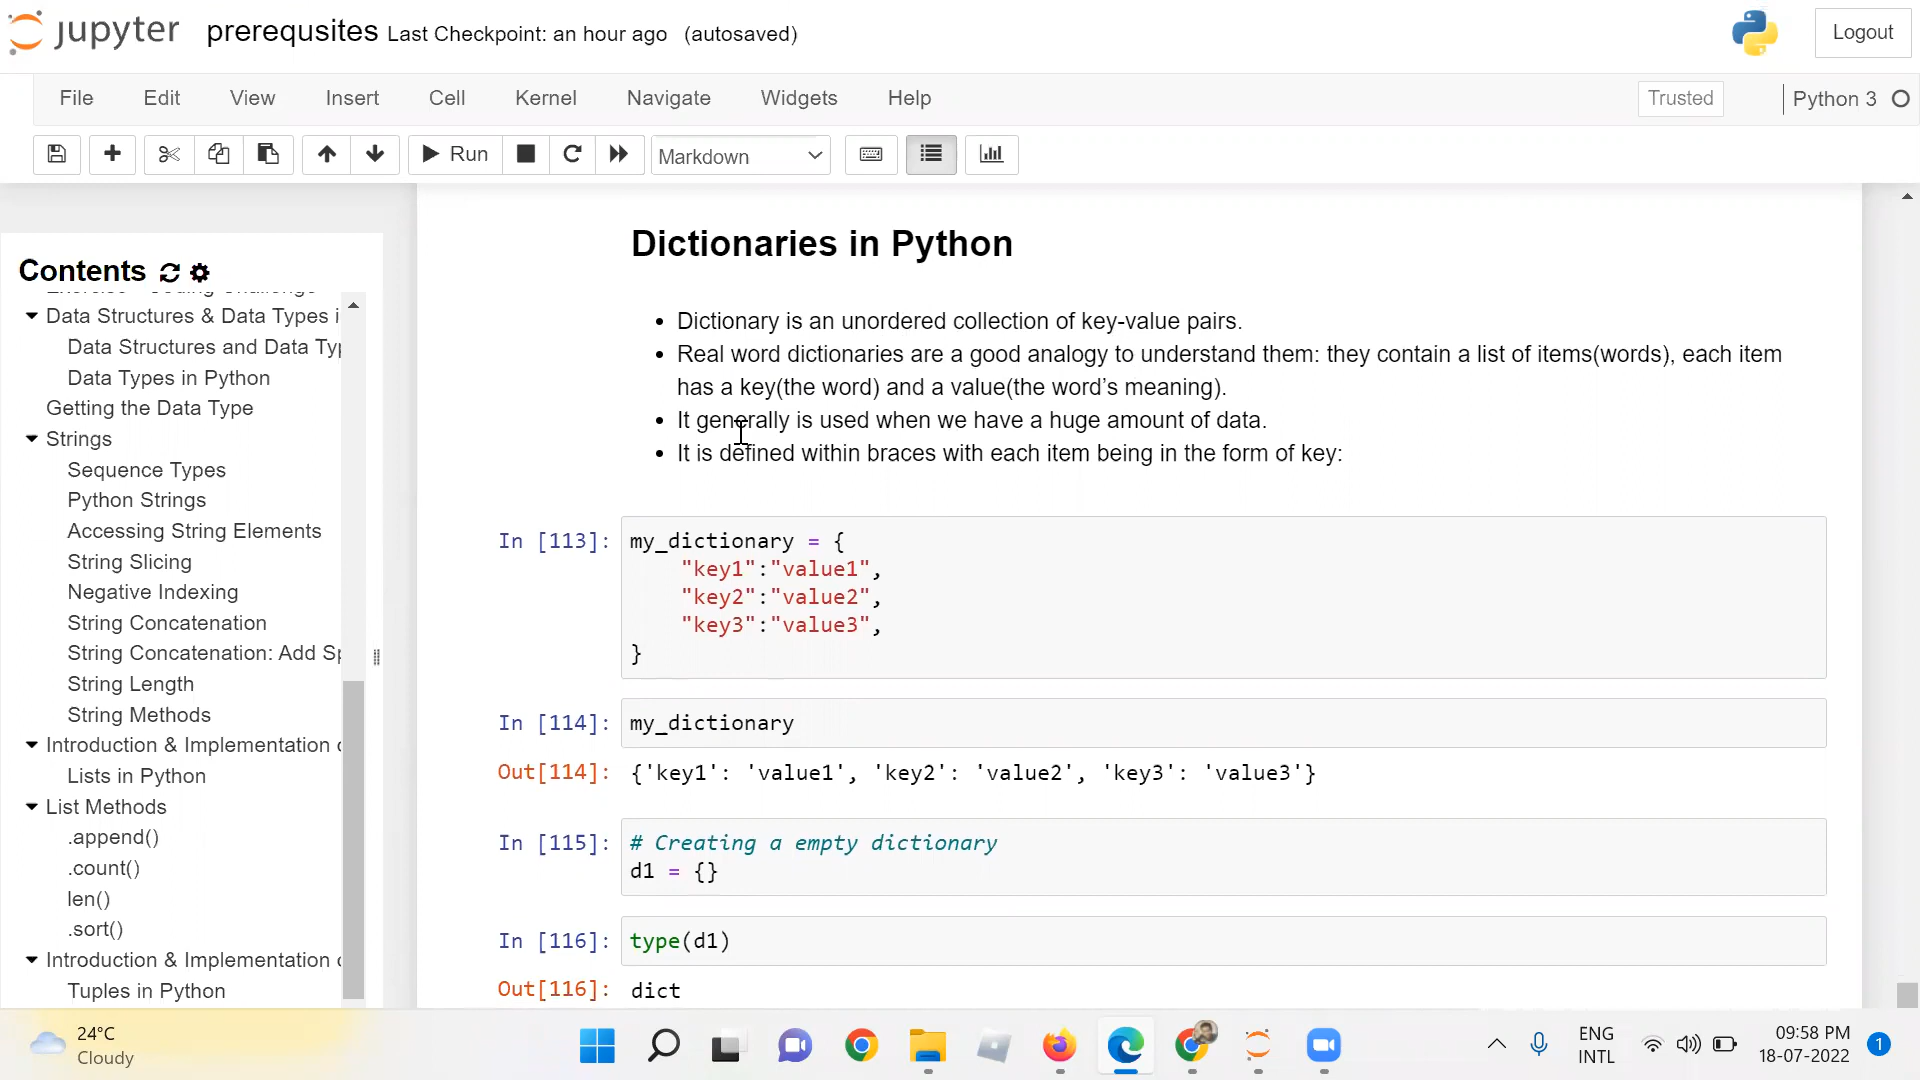 jupyter prerequsites Last Checkpoint: an hour ago (autosaved)
Logout
File Edit View Insert Cell Kernel Navigate Widgets Help
Trusted
Python 3
Run
Markdown
Contents
Data Structures & Data Types i
Data Structures and Data Typ
Data Types in Python
Getting the Data Type
Strings
Sequence Types
Python Strings
Accessing String Elements
String Slicing
Negative Indexing
String Concatenation
String Concatenation: Add Sp
String Length
String Methods
Introduction & Implementation o
Lists in Python
List Methods
.append()
.count()
len()
.sort()
Introduction & Implementation o
Tuples in Python
Dictionaries in Python
• Dictionary is an unordered collection of key-value pairs.
• Real word dictionaries are a good analogy to understand them: they contain a list of items(words), each item
has a key(the word) and a value(the word’s meaning).
• It generally is used when we have a huge amount of data.
• It is defined within braces with each item being in the form of key:
In [113]: my_dictionary = {
"key1":"value1",
"key2":"value2",
"key3":"value3",
}
In [114]: my_dictionary
Out[114]: {'key1': 'value1', 'key2': 'value2', 'key3': 'value3'}
In [115]: # Creating a empty dictionary
d1 = {}
In [116]: type(d1)
Out[116]: dict
24°C
Cloudy
ENG
INTL
09:58 PM
18-07-2022
1